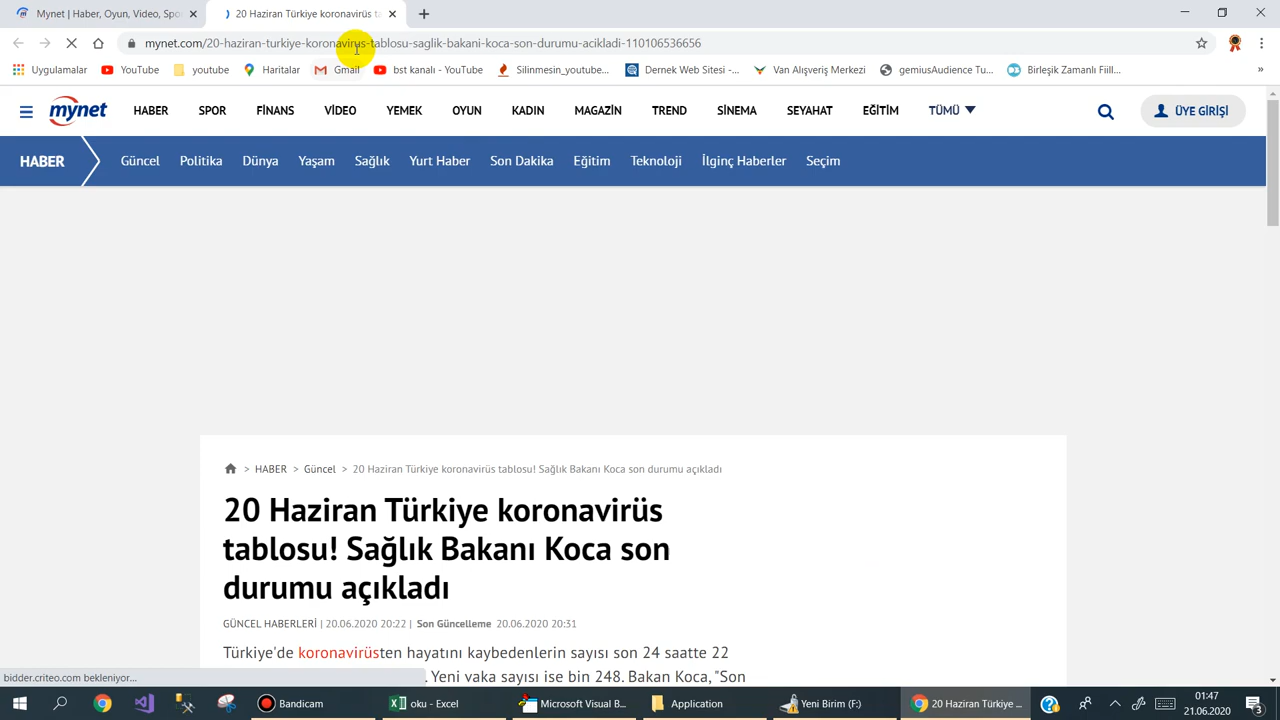 Mynet | Haber, Oyun, Video, Spo
20 Haziran Türkiye koronavirüs ta
mynet.com/20-haziran-turkiye-koronavirus-tablosu-saglik-bakani-koca-son-durumu-acikladi-110106536656
Uygulamalar YouTube youtube Haritalar Gmail bst kanalı - YouTube Silinmesin_youtube... Dernek Web Sitesi -... Van Alışveriş Merkezi gemiusAudience Tu... Birleşik Zamanlı Fiill... »
mynet HABER SPOR FİNANS VİDEO YEMEK OYUN KADIN MAGAZİN TREND SİNEMA SEYAHAT EĞİTİM TÜMÜ ÜYE GİRİŞİ
HABER Güncel Politika Dünya Yaşam Sağlık Yurt Haber Son Dakika Eğitim Teknoloji İlginç Haberler Seçim
> HABER > Güncel > 20 Haziran Türkiye koronavirüs tablosu! Sağlık Bakanı Koca son durumu açıkladı
20 Haziran Türkiye koronavirüs
tablosu! Sağlık Bakanı Koca son
durumu açıkladı
GÜNCEL HABERLERİ | 20.06.2020 20:22 | Son Güncelleme 20.06.2020 20:31
Türkiye'de koronavirüsten hayatını kaybedenlerin sayısı son 24 saatte 22
. Yeni vaka sayısı ise bin 248. Bakan Koca, "Son
bidder.criteo.com bekleniyor...
Bandicam
oku - Excel
Microsoft Visual B...
Application
Yeni Birim (F:)
20 Haziran Türkiye ...
01:47
21.06.2020
3